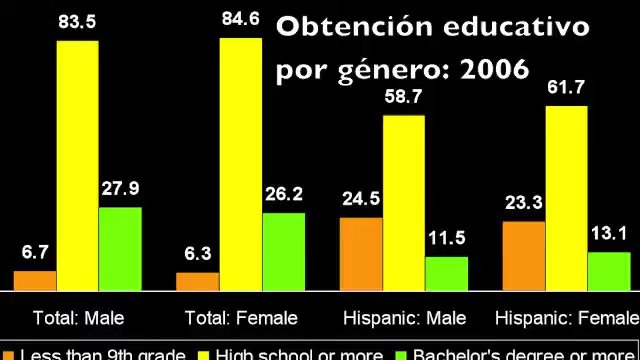 Obtención educativo
por género: 2006
83.5
84.6
58.7
61.7
27.9
26.2
24.5
23.3
6.7
6.3
11.5
13.1
Total: Male
Total: Female
Hispanic: Male
Hispanic: Female
Less than 9th grade
High school or more
Bachelor's degree or more